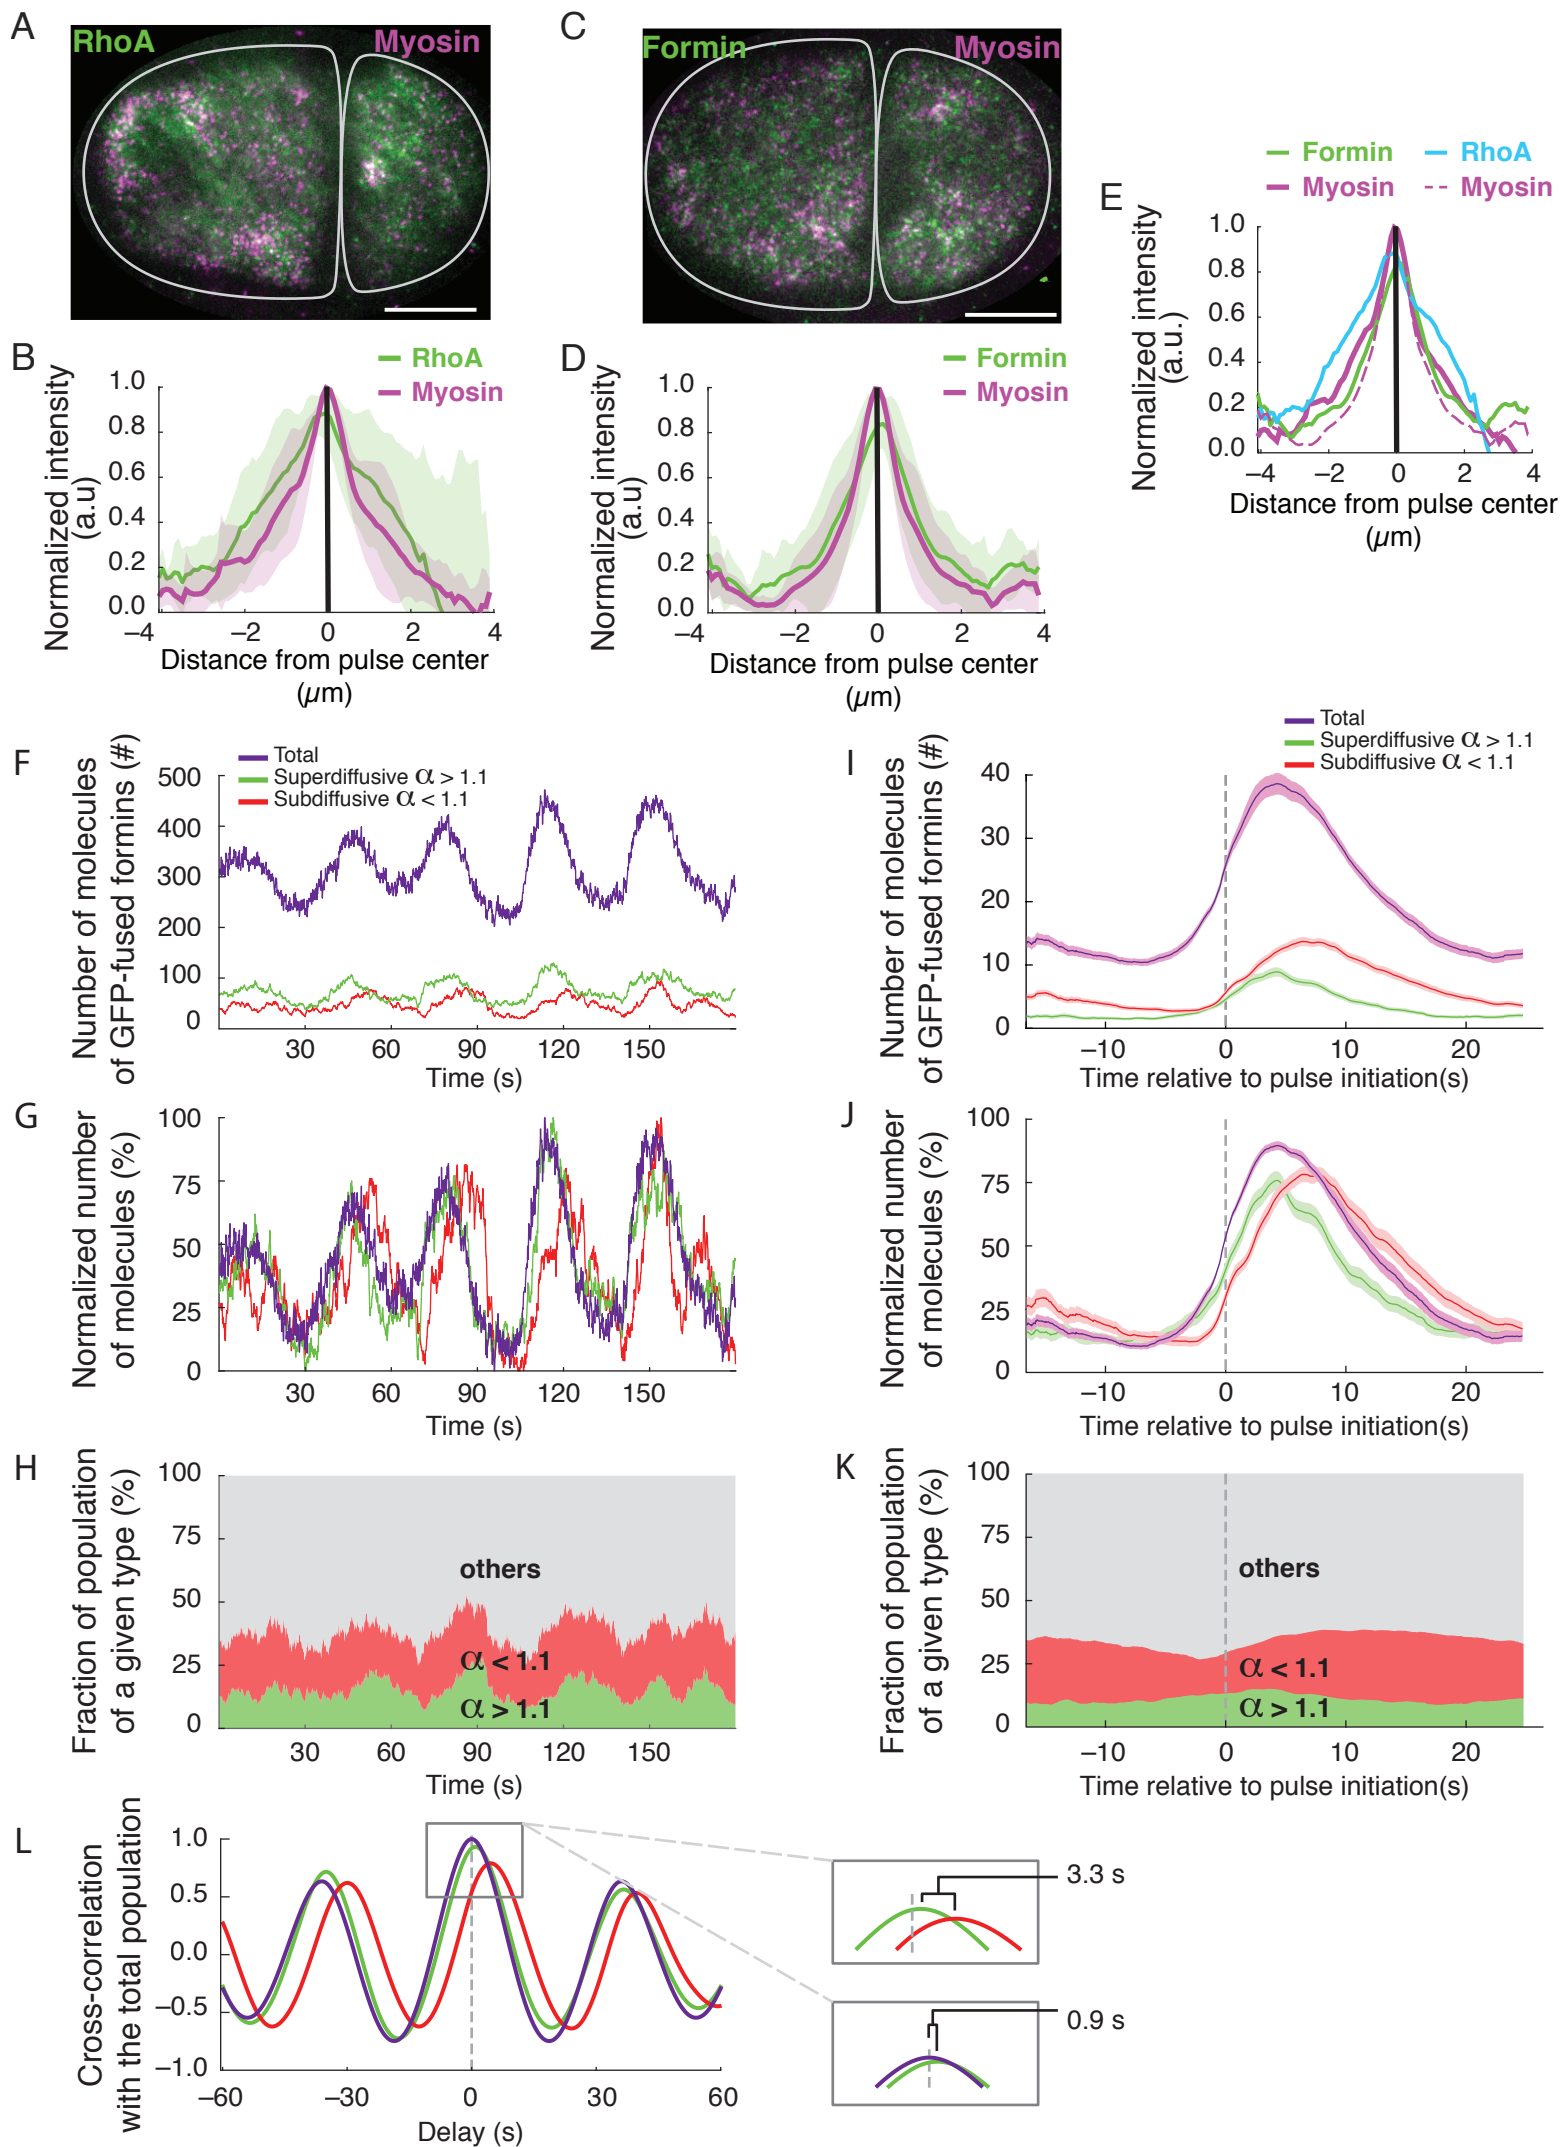 A
RhoA
Myosin
C
Formin
Myosin
E
Formin
RhoA
Myosin
Myosin
Normalized intensity
(a.u.)
1.0
0.8
0.6
0.4
0.2
0.0
−4
−2
0
2
4
Distance from pulse center
(µm)
B
RhoA
Myosin
Normalized intensity
(a.u)
1.0
0.8
0.6
0.4
0.2
0.0
−4
−2
0
2
4
Distance from pulse center
(µm)
D
Formin
Myosin
Normalized intensity
(a.u)
1.0
0.8
0.6
0.4
0.2
0.0
−4
−2
0
2
4
Distance from pulse center
(µm)
F
Total
Superdiffusive α > 1.1
Subdiffusive α < 1.1
Number of molecules
of GFP-fused formins (#)
500
400
300
200
100
0
30
60
90
120
150
Time (s)
I
Total
Superdiffusive α > 1.1
Subdiffusive α < 1.1
Number of molecules
of GFP-fused formins (#)
40
30
20
10
0
−10
0
10
20
Time relative to pulse initiation(s)
G
Normalized number
of molecules (%)
100
75
50
25
0
30
60
90
120
150
Time (s)
J
Normalized number
of molecules (%)
100
75
50
25
0
−10
0
10
20
Time relative to pulse initiation(s)
H
Fraction of population
of a given type (%)
100
75
50
25
0
others
α < 1.1
α > 1.1
30
60
90
120
150
Time (s)
K
Fraction of population
of a given type (%)
100
75
50
25
0
others
α < 1.1
α > 1.1
−10
0
10
20
Time relative to pulse initiation(s)
L
Cross-correlation
with the total population
1.0
0.5
0.0
−0.5
−1.0
−60
−30
0
30
60
Delay (s)
3.3 s
0.9 s